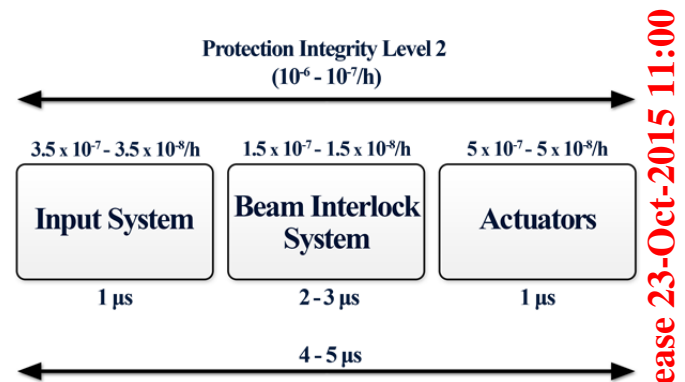 Protection Integrity Level 2
(10⁻⁶ - 10⁻⁷/h)
3.5 x 10⁻⁷ - 3.5 x 10⁻⁸/h
1.5 x 10⁻⁷ - 1.5 x 10⁻⁸/h
5 x 10⁻⁷ - 5 x 10⁻⁸/h
Input System
Beam Interlock
System
Actuators
1 µs
2 - 3 µs
1 µs
4 - 5 µs
23-Oct-2015 11:00